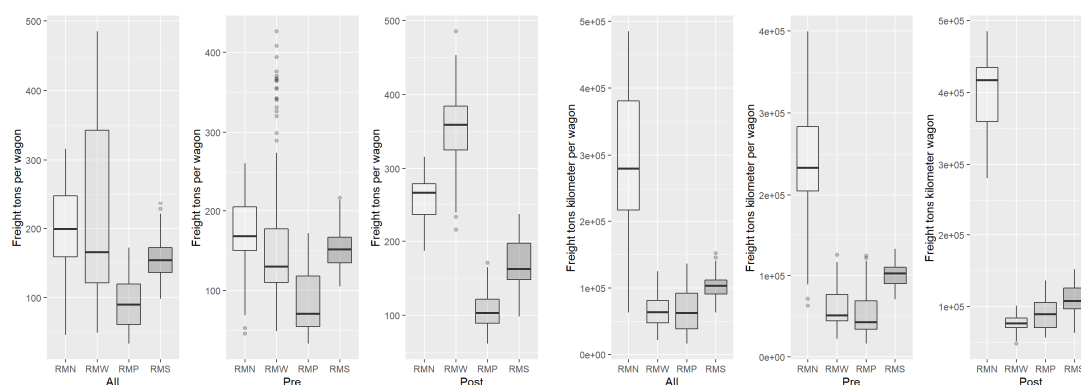 Freight tons per wagon
500
400
300
200
100
RMN RMW RMP RMS
All
Freight tons per wagon
400
300
200
100
RMN RMW RMP RMS
Pre
Freight tons per wagon
500
400
300
200
100
RMN RMW RMP RMS
Post
Freight tons kilometer per wagon
5e+05
4e+05
3e+05
2e+05
1e+05
0e+00
RMN RMW RMP RMS
All
Freight tons kilometer per wagon
4e+05
3e+05
2e+05
1e+05
0e+00
RMN RMW RMP RMS
Pre
Freight tons kilometer wagon
5e+05
4e+05
3e+05
2e+05
1e+05
RMN RMW RMP RMS
Post